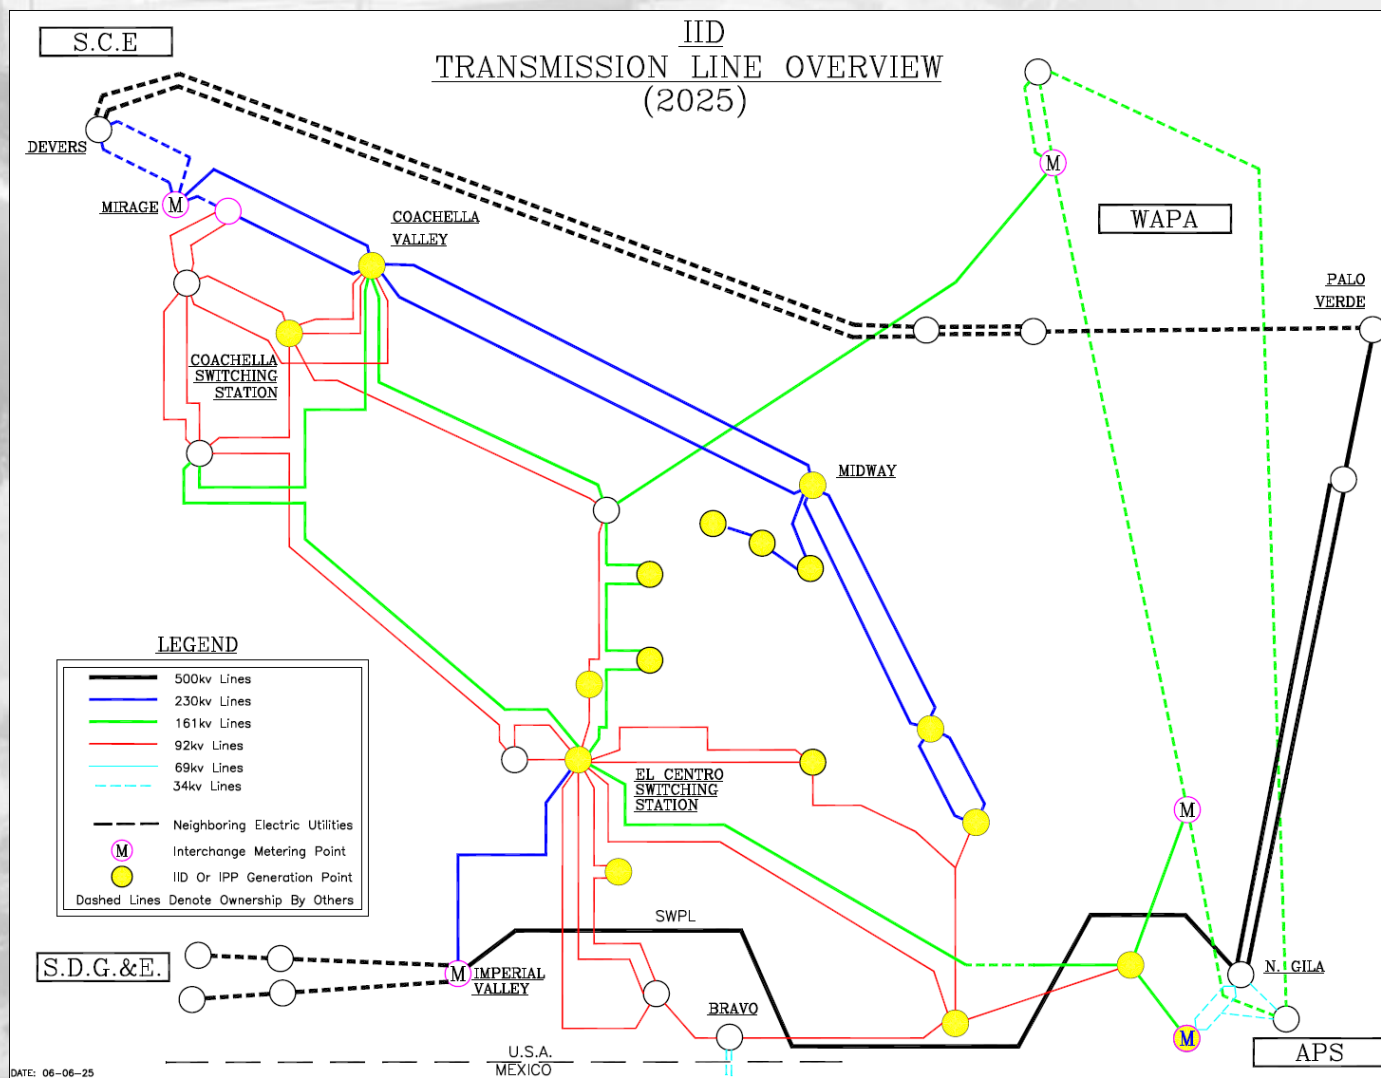 S.C.E
IID
TRANSMISSION LINE OVERVIEW
(2025)
DEVERS
MIRAGE
M
COACHELLA
VALLEY
M
WAPA
PALO
VERDE
COACHELLA
SWITCHING
STATION
MIDWAY
LEGEND
500kv Lines
230kv Lines
161kv Lines
92kv Lines
69kv Lines
34kv Lines
Neighboring Electric Utilities
M
Interchange Metering Point
IID Or IPP Generation Point
Dashed Lines Denote Ownership By Others
EL CENTRO
SWITCHING
STATION
M
SWPL
S.D.G.&E.
M
IMPERIAL
VALLEY
N. GILA
BRAVO
M
APS
U.S.A.
MEXICO
DATE: 06-06-25